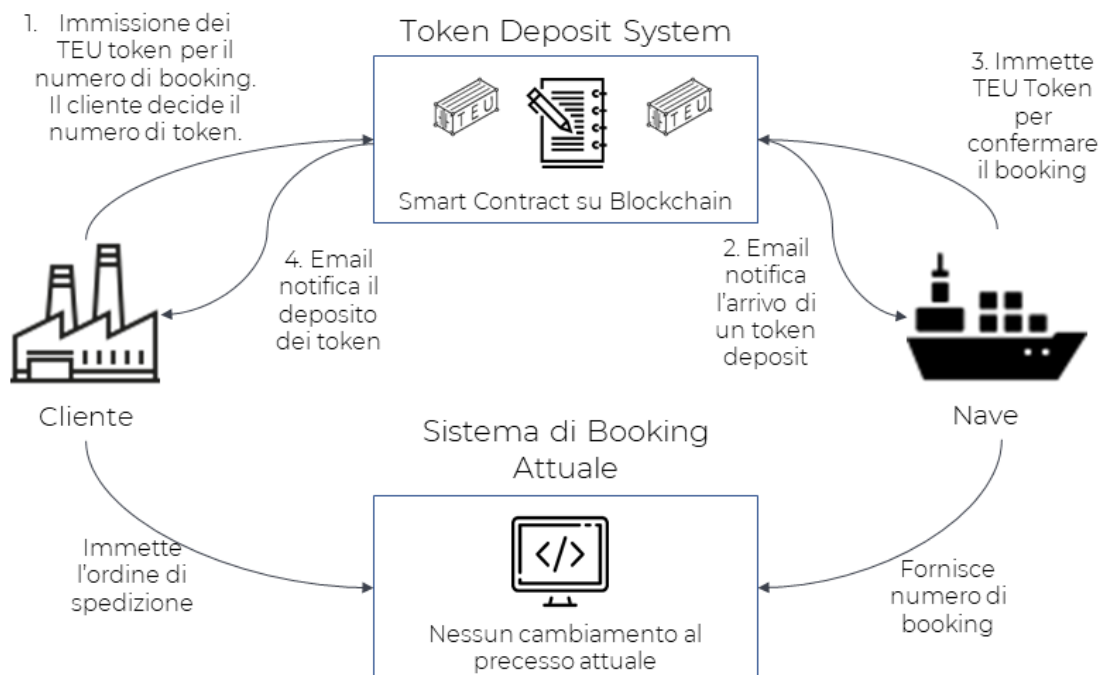 1. Immissione dei
TEU token per il
numero di booking.
Il cliente decide il
numero di token.
Token Deposit System
TEU
TEU
Smart Contract su Blockchain
3. Immette
TEU Token
per
confermare
il booking
4. Email
notifica il
deposito
dei token
2. Email
notifica
l'arrivo di
un token
deposit
Cliente
Nave
Sistema di Booking
Attuale
Immette
l'ordine di
spedizione
</>
Nessun cambiamento al
precesso attuale
Fornisce
numero di
booking